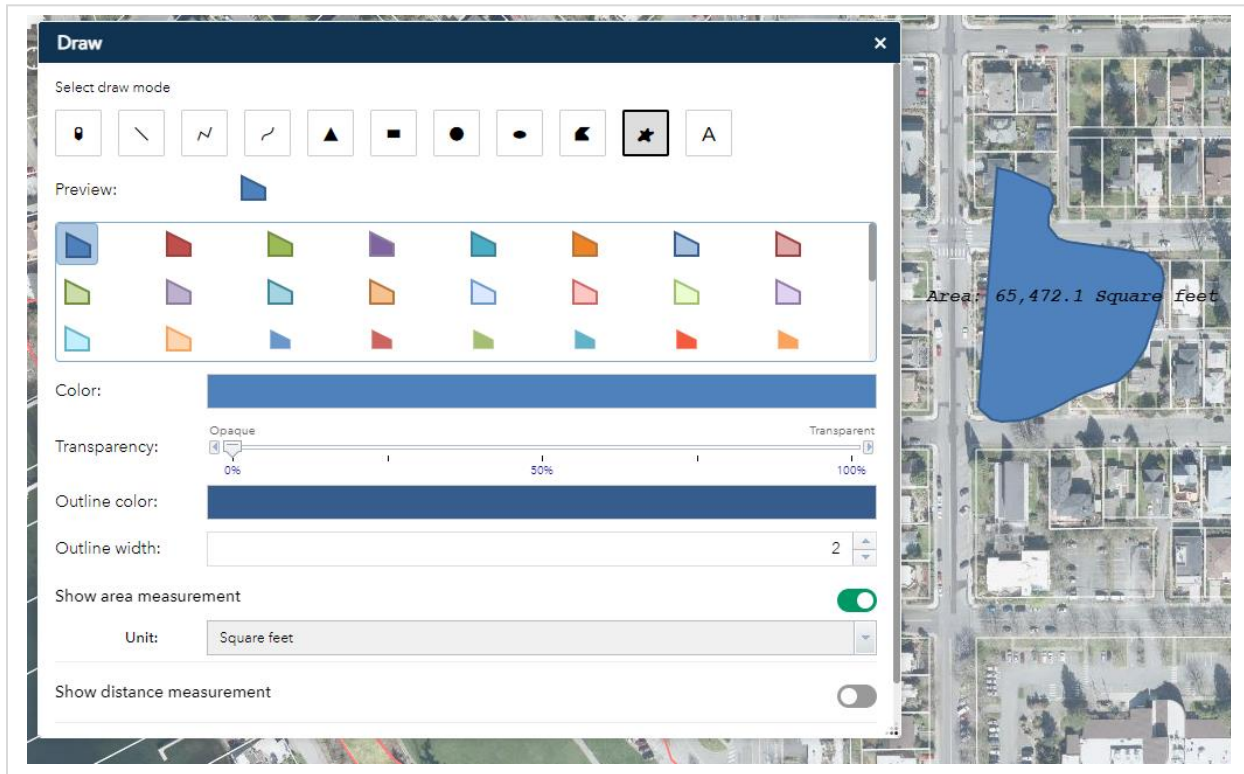 Draw
×
Select draw mode
A
Preview:
Color:
Transparency:
Opaque
Transparent
0%
50%
100%
Outline color:
Outline width:
2
Show area measurement
Unit:
Square feet
Show distance measurement
Area: 65,472.1 Square feet